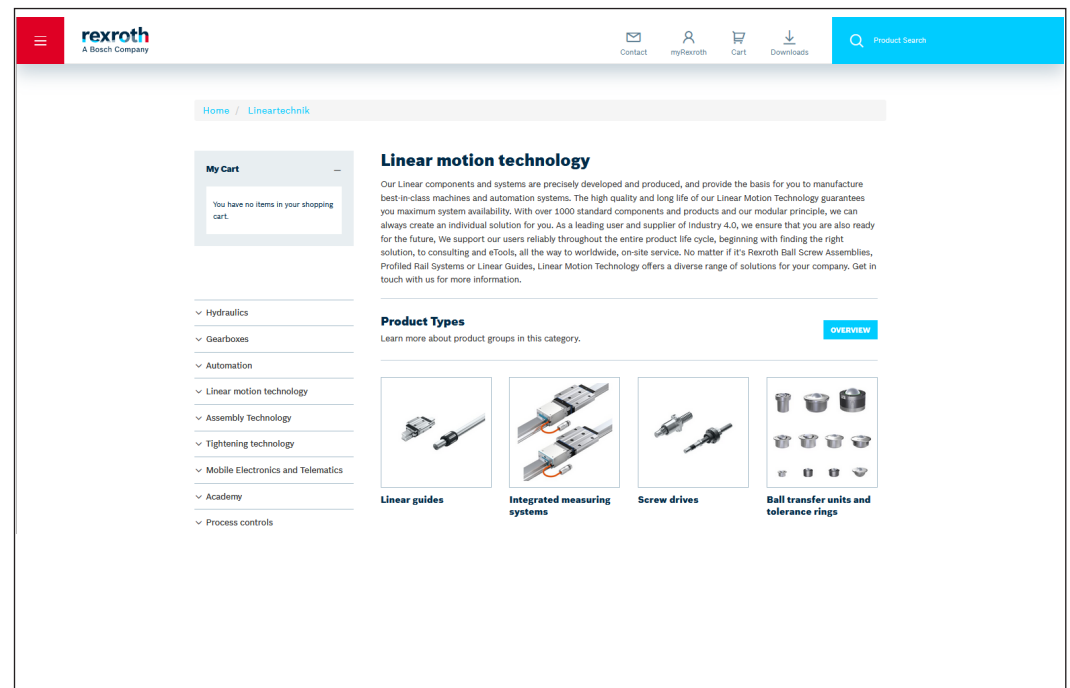 rexroth
A Bosch Company
Contact
myRexroth
Cart
Downloads
Product Search
Home / Lineartechnik
My Cart
You have no items in your shopping
cart.
Hydraulics
Gearboxes
Automation
Linear motion technology
Assembly Technology
Tightening technology
Mobile Electronics and Telematics
Academy
Process controls
Linear motion technology
Our Linear components and systems are precisely developed and produced, and provide the basis for you to manufacture
best-in-class machines and automation systems. The high quality and long life of our Linear Motion Technology guarantees
you maximum system availability. With over 1000 standard components and products and our modular principle, we can
always create an individual solution for you. As a leading user and supplier of Industry 4.0, we ensure that you are also ready
for the future, We support our users reliably throughout the entire product life cycle, beginning with finding the right
solution, to consulting and eTools, all the way to worldwide, on-site service. No matter if it's Rexroth Ball Screw Assemblies,
Profiled Rail Systems or Linear Guides, Linear Motion Technology offers a diverse range of solutions for your company. Get in
touch with us for more information.
Product Types
Learn more about product groups in this category.
OVERVIEW
Linear guides
Integrated measuring
systems
Screw drives
Ball transfer units and
tolerance rings